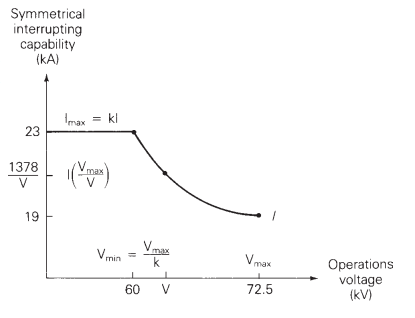 Symmetrical
interrupting
capability
(kA)
I_max = kI
23
1378/V
I(V_max/V)
19
I
V_min = V_max/k
V_max
60
V
72.5
Operations
voltage
(kV)